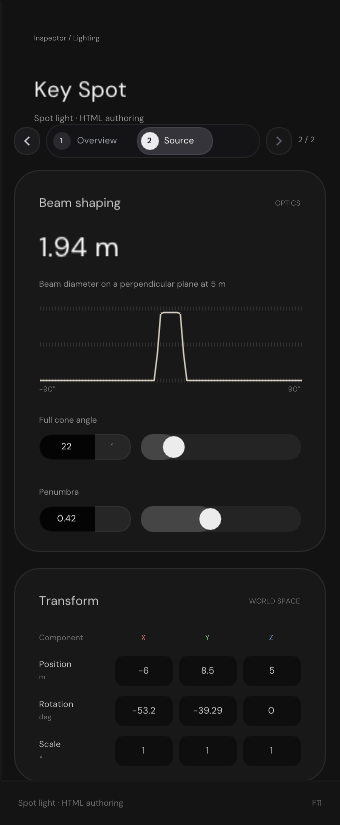 Inspector / Lighting
Key Spot
Spot light · HTML authoring
1 Overview 2 Source 2 / 2
Beam shaping OPTICS
1.94 m
Beam diameter on a perpendicular plane at 5 m
-90° 90°
Full cone angle
22 °
Penumbra
0.42
Transform WORLD SPACE
Component X Y Z
Position -6 8.5 5
m
Rotation -53.2 -39.29 0
deg
Scale 1 1 1
Spot light · HTML authoring F11